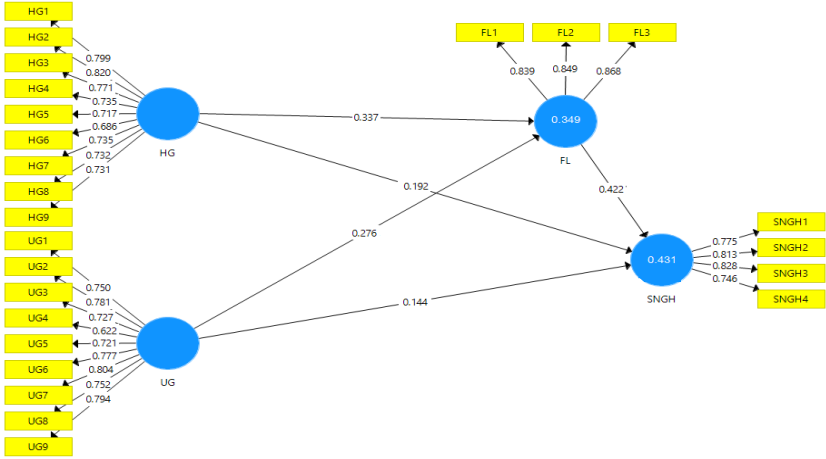 HG1
HG2
HG3
HG4
HG5
HG6
HG7
HG8
HG9
0.799
0.820
0.771
0.735
0.717
0.686
0.735
0.732
0.731
HG
UG1
UG2
UG3
UG4
UG5
UG6
UG7
UG8
UG9
0.750
0.781
0.727
0.622
0.721
0.777
0.804
0.752
0.794
UG
0.337
0.192
0.276
0.144
FL1
FL2
FL3
0.839
0.849
0.868
0.349
FL
0.422
0.431
SNGH
0.775
0.813
0.828
0.746
SNGH1
SNGH2
SNGH3
SNGH4